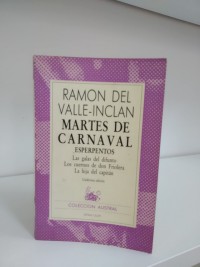 RAMON DEL
VALLE-INCLAN
MARTES DE
CARNAVAL
ESPERPENTOS
Las galas del difunto
Los cuernos de don Friolera
La hija del capitán
COLECCION AUSTRAL